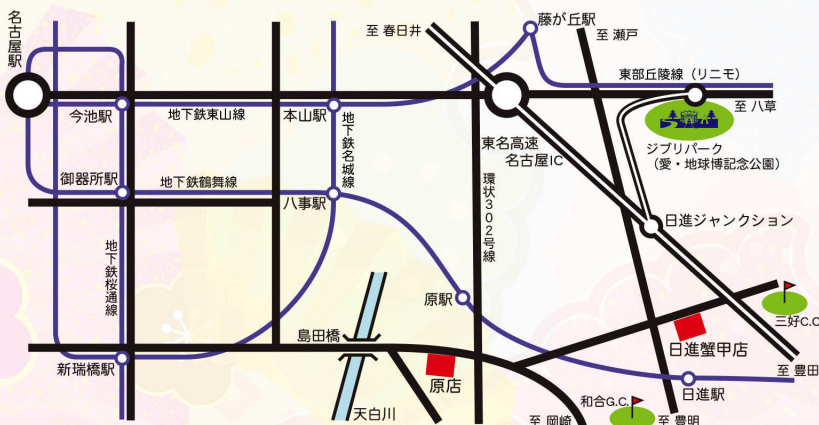 名古屋駅
至 春日井
藤が丘駅
至 瀬戸
東部丘陵線（リニモ）
今池駅
地下鉄東山線
本山駅
至 八草
東名高速
名古屋IC
ジブリパーク
（愛・地球博記念公園）
地下鉄名城線
御器所駅
地下鉄鶴舞線
八事駅
環状302号線
日進ジャンクション
地下鉄桜通線
原駅
三好C.C
島田橋
日進蟹甲店
新瑞橋駅
原店
至 豊田
日進駅
和合G.C.
天白川
至 岡崎
至 豊明